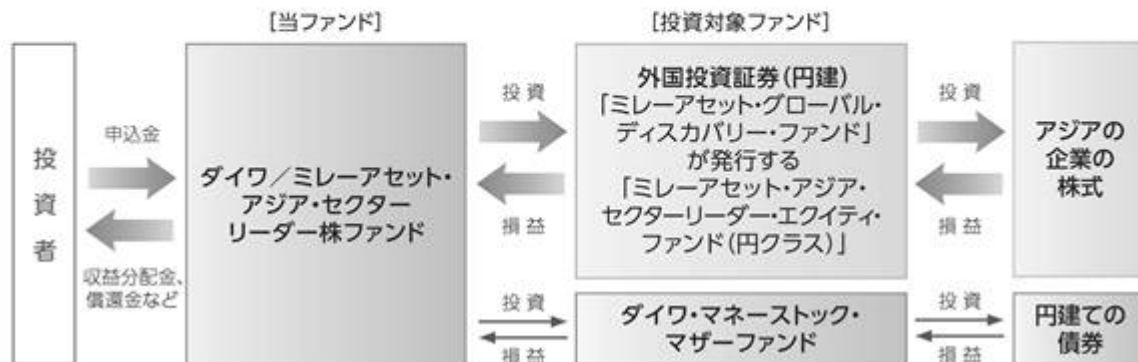 [当ファンド]
[投資対象ファンド]
投資者
申込金
収益分配金、
償還金など
ダイワ／ミレーアセット・
アジア・セクター
リーダー株ファンド
投資
損益
外国投資証券(円建)
「ミレーアセット・グローバル・
ディスカバリー・ファンド」
が発行する
「ミレーアセット・アジア・
セクターリーダー・エクイティ・
ファンド(円クラス)」
投資
損益
アジアの
企業の
株式
投資
損益
ダイワ・マネーストック・
マザーファンド
投資
損益
円建ての
債券